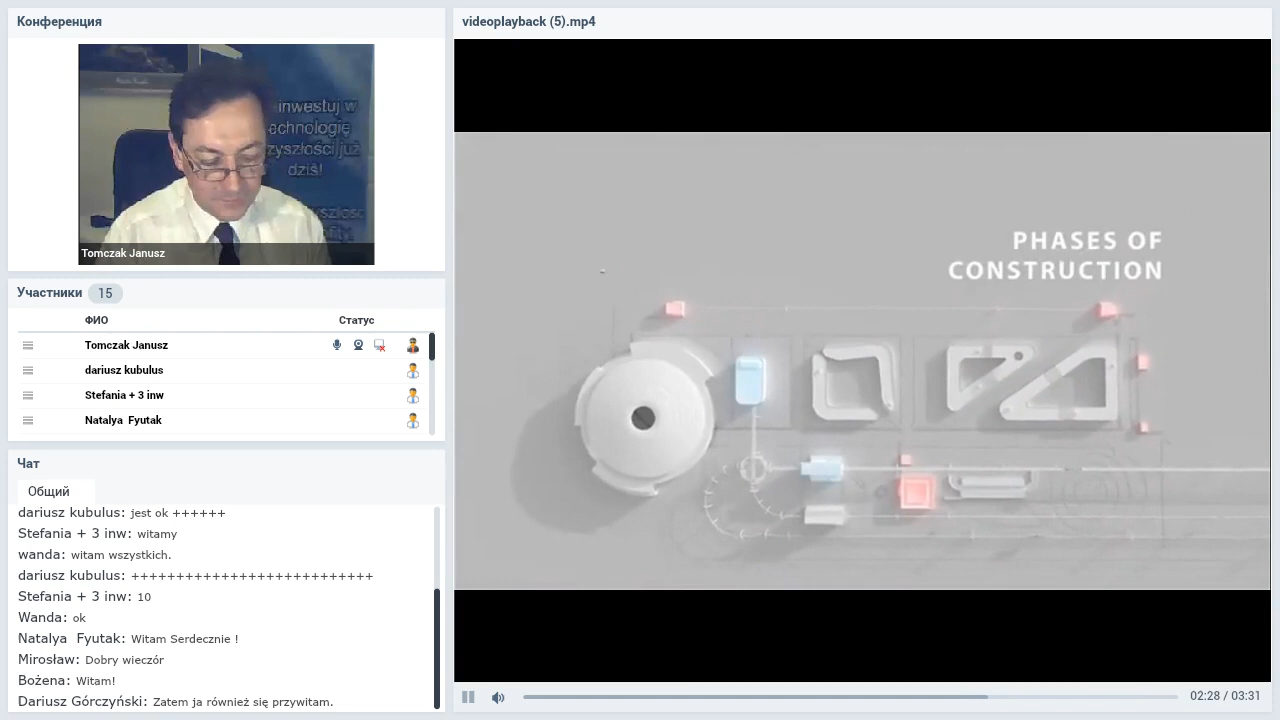 Конференция
inwestuj w
dziś!
Tomczak Janusz
Участники 15
ФИО Статус
Tomczak Janusz
dariusz kubulus
Stefania + 3 inw
Natalya Fyutak
Чат
Общий
dariusz kubulus: jest ok ++++++
Stefania + 3 inw: witamy
wanda: witam wszystkich.
dariusz kubulus: +++++++++++++++++++++++++++
Stefania + 3 inw: 10
Wanda: ok
Natalya Fyutak: Witam Serdecznie !
Mirosław: Dobry wieczór
Bożena: Witam!
Dariusz Górczyński: Zatem ja również się przywitam.
videoplayback (5).mp4
PHASES OF
CONSTRUCTION
02:28 / 03:31